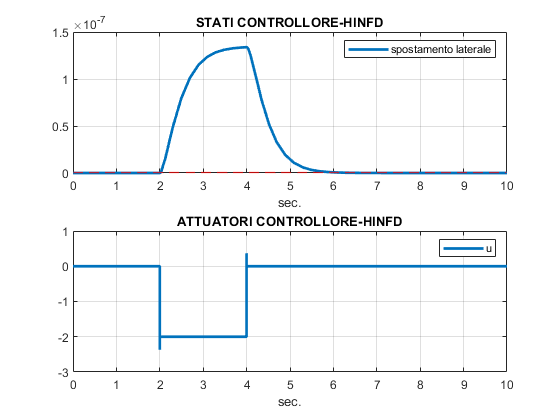 STATI CONTROLLORE-HINFD
×10-7
1.5
1
0.5
0
spostamento laterale
0 1 2 3 4 5 6 7 8 9 10
sec.
ATTUATORI CONTROLLORE-HINFD
1
0
-1
-2
-3
u
0 1 2 3 4 5 6 7 8 9 10
sec.